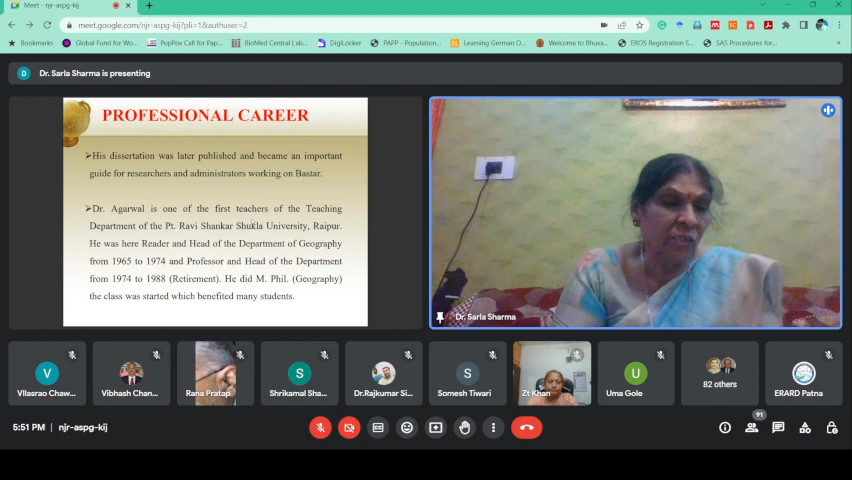 Meet - njr-aspg-kij
meet.google.com/njr-aspg-kij?pli=1&authuser=2
Bookmarks
Global Fund for Wo...
PopPov Call for Pap...
BioMed Central | ab...
DigiLocker
PAPP - Population...
Learning German O...
Welcome to Bhuva...
EROS Registration S...
SAS Procedures for...
D Dr. Sarla Sharma is presenting
PROFESSIONAL CAREER
➢His dissertation was later published and became an important
guide for researchers and administrators working on Bastar.
➢Dr. Agarwal is one of the first teachers of the Teaching
Department of the Pt. Ravi Shankar Shukla University, Raipur.
He was here Reader and Head of the Department of Geography
from 1965 to 1974 and Professor and Head of the Department
from 1974 to 1988 (Retirement). He did M. Phil. (Geography)
the class was started which benefited many students.
Dr. Sarla Sharma
V
VIlasrao Chaw...
Vibhash Chan...
Rana Pratap
S
Shrikamal Sha...
Dr.Rajkumar Si...
S
Somesh Tiwari
Zt Khan
U
Uma Gole
82 others
ERARD Patna
5:51 PM | njr-aspg-kij
91